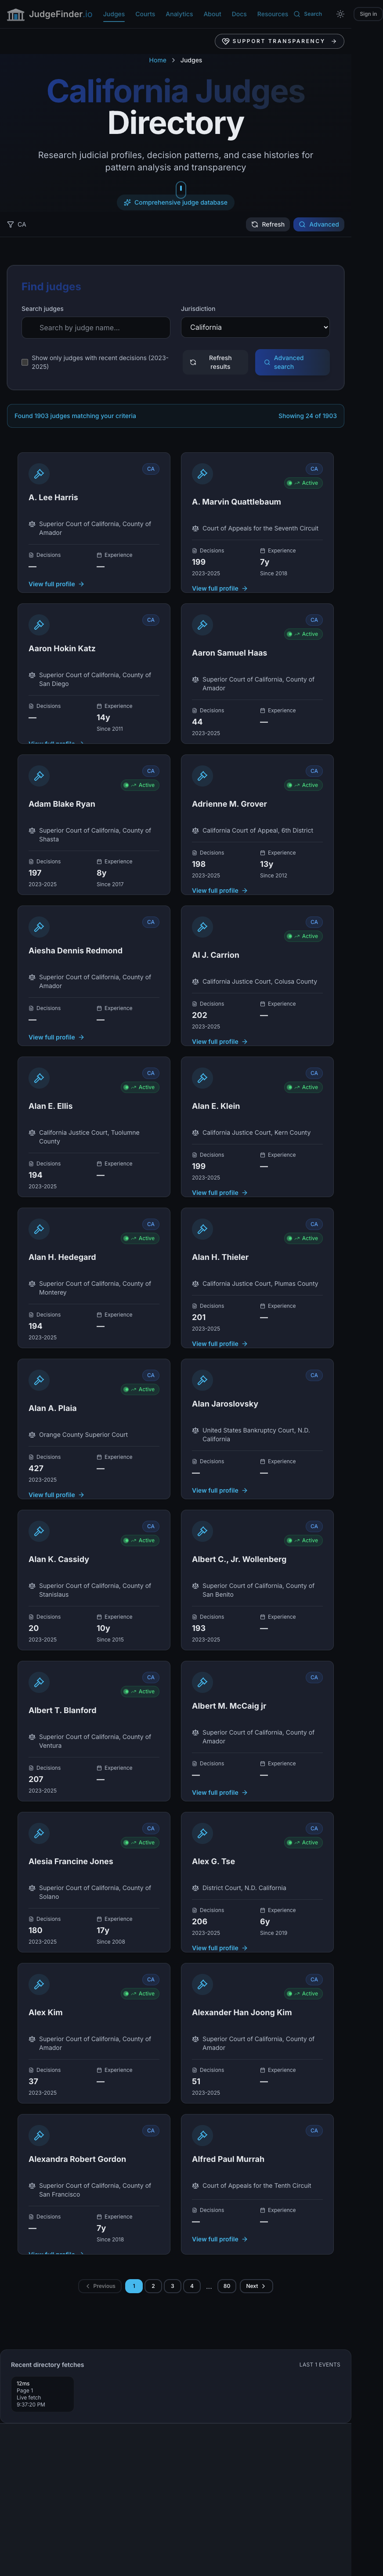 JudgeFinder.io
Judges
Courts
Analytics
About
Docs
Resources
Search
Sign in
SUPPORT TRANSPARENCY
Home > Judges
California Judges
Directory
Research judicial profiles, decision patterns, and case histories for
pattern analysis and transparency
Comprehensive judge database
CA
Refresh
Advanced
Find judges
Search judges
Jurisdiction
Search by judge name...
California
Show only judges with recent decisions (2023-
2025)
Refresh
results
Advanced
search
Found 1903 judges matching your criteria
Showing 24 of 1903
CA
A. Lee Harris
Superior Court of California, County of
Amador
Decisions
Experience
—
—
View full profile
CA
Active
A. Marvin Quattlebaum
Court of Appeals for the Seventh Circuit
Decisions
Experience
199
7y
2023-2025
Since 2018
View full profile
CA
Aaron Hokin Katz
Superior Court of California, County of
San Diego
Decisions
Experience
—
14y
Since 2011
View full profile
CA
Active
Aaron Samuel Haas
Superior Court of California, County of
Amador
Decisions
Experience
44
—
2023-2025
CA
Active
Adam Blake Ryan
Superior Court of California, County of
Shasta
Decisions
Experience
197
8y
2023-2025
Since 2017
CA
Active
Adrienne M. Grover
California Court of Appeal, 6th District
Decisions
Experience
198
13y
2023-2025
Since 2012
View full profile
CA
Aiesha Dennis Redmond
Superior Court of California, County of
Amador
Decisions
Experience
—
—
View full profile
CA
Active
Al J. Carrion
California Justice Court, Colusa County
Decisions
Experience
202
—
2023-2025
View full profile
CA
Active
Alan E. Ellis
California Justice Court, Tuolumne
County
Decisions
Experience
194
—
2023-2025
CA
Active
Alan E. Klein
California Justice Court, Kern County
Decisions
Experience
199
—
2023-2025
View full profile
CA
Active
Alan H. Hedegard
Superior Court of California, County of
Monterey
Decisions
Experience
194
—
2023-2025
CA
Active
Alan H. Thieler
California Justice Court, Plumas County
Decisions
Experience
201
—
2023-2025
View full profile
CA
Active
Alan A. Plaia
Orange County Superior Court
Decisions
Experience
427
—
2023-2025
View full profile
CA
Alan Jaroslovsky
United States Bankruptcy Court, N.D.
California
Decisions
Experience
—
—
View full profile
CA
Active
Alan K. Cassidy
Superior Court of California, County of
Stanislaus
Decisions
Experience
20
10y
2023-2025
Since 2015
CA
Active
Albert C., Jr. Wollenberg
Superior Court of California, County of
San Benito
Decisions
Experience
193
—
2023-2025
CA
Active
Albert T. Blanford
Superior Court of California, County of
Ventura
Decisions
Experience
207
—
2023-2025
CA
Albert M. McCaig jr
Superior Court of California, County of
Amador
Decisions
Experience
—
—
View full profile
CA
Active
Alesia Francine Jones
Superior Court of California, County of
Solano
Decisions
Experience
180
17y
2023-2025
Since 2008
CA
Active
Alex G. Tse
District Court, N.D. California
Decisions
Experience
206
6y
2023-2025
Since 2019
View full profile
CA
Active
Alex Kim
Superior Court of California, County of
Amador
Decisions
Experience
37
—
2023-2025
CA
Active
Alexander Han Joong Kim
Superior Court of California, County of
Amador
Decisions
Experience
51
—
2023-2025
CA
Alexandra Robert Gordon
Superior Court of California, County of
San Francisco
Decisions
Experience
—
7y
Since 2018
View full profile
CA
Alfred Paul Murrah
Court of Appeals for the Tenth Circuit
Decisions
Experience
—
—
View full profile
Previous
1
2
3
4
...
80
Next
Recent directory fetches
LAST 1 EVENTS
12ms
Page 1
Live fetch
9:37:20 PM